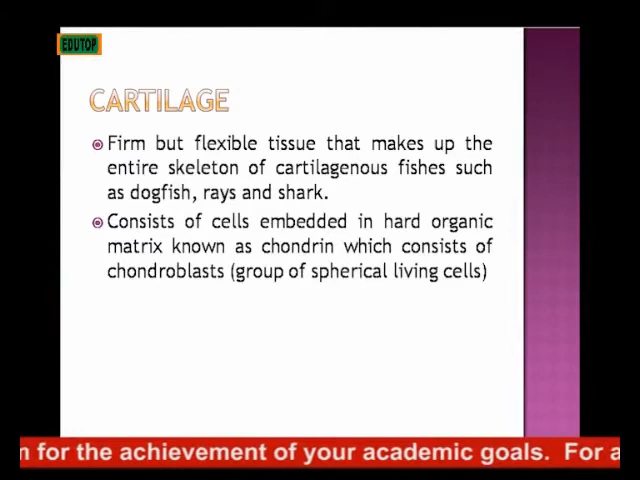 EDUTOP
CARTILAGE
Firm but flexible tissue that makes up the
entire skeleton of cartilagenous fishes such
as dogfish, rays and shark.
Consists of cells embedded in hard organic
matrix known as chondrin which consists of
chondroblasts (group of spherical living cells)
for the achievement of your academic goals. For